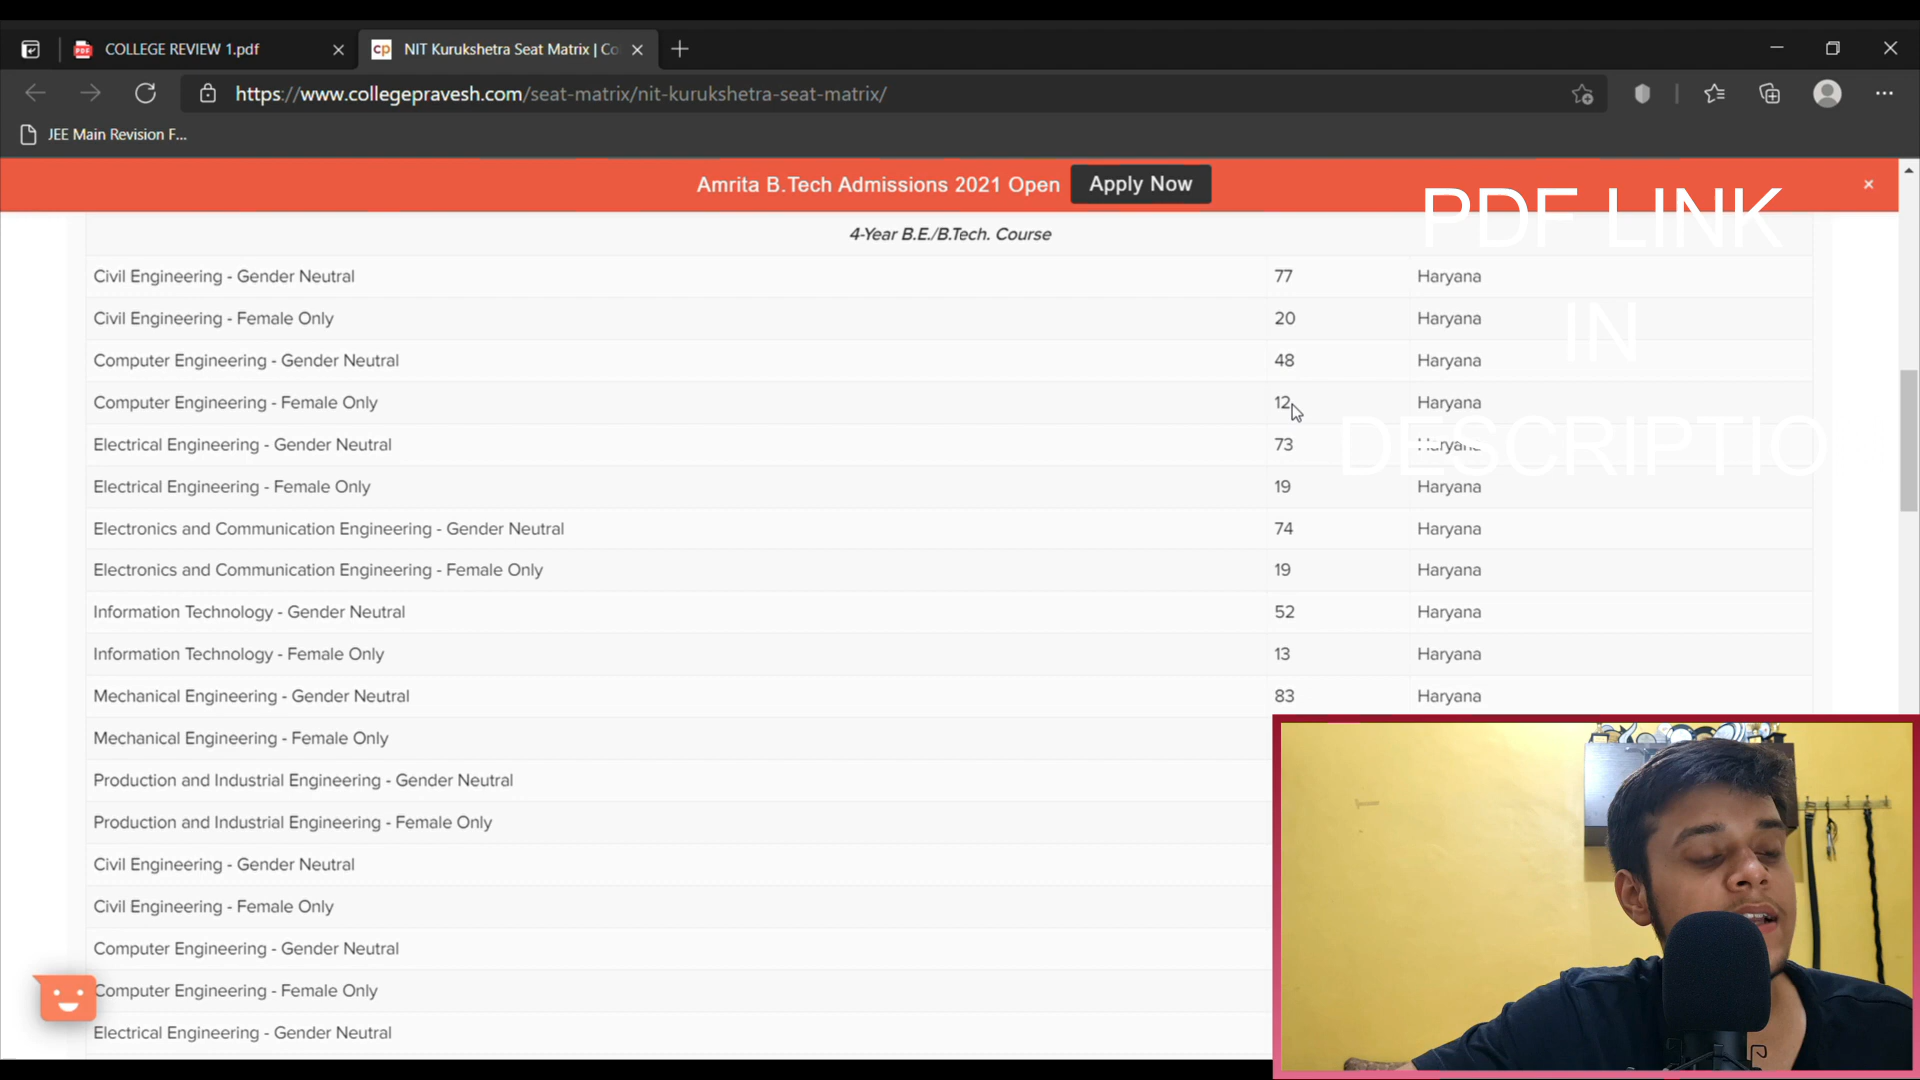 COLLEGE REVIEW 1.pdf
cp NIT Kurukshetra Seat Matrix | Co
https://www.collegepravesh.com/seat-matrix/nit-kurukshetra-seat-matrix/
JEE Main Revision F...
Amrita B.Tech Admissions 2021 Open Apply Now
PDF LINK
IN
DESCRIPTIO
4-Year B.E./B.Tech. Course
Civil Engineering - Gender Neutral 77 Haryana
Civil Engineering - Female Only 20 Haryana
Computer Engineering - Gender Neutral 48 Haryana
Computer Engineering - Female Only 12 Haryana
Electrical Engineering - Gender Neutral 73 Haryana
Electrical Engineering - Female Only 19 Haryana
Electronics and Communication Engineering - Gender Neutral 74 Haryana
Electronics and Communication Engineering - Female Only 19 Haryana
Information Technology - Gender Neutral 52 Haryana
Information Technology - Female Only 13 Haryana
Mechanical Engineering - Gender Neutral 83 Haryana
Mechanical Engineering - Female Only
Production and Industrial Engineering - Gender Neutral
Production and Industrial Engineering - Female Only
Civil Engineering - Gender Neutral
Civil Engineering - Female Only
Computer Engineering - Gender Neutral
Computer Engineering - Female Only
Electrical Engineering - Gender Neutral